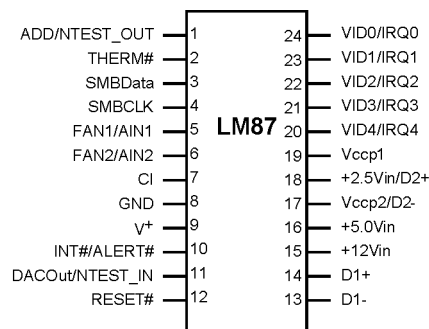 ADD/NTEST_OUT 1 24 VID0/IRQ0
THERM# 2 23 VID1/IRQ1
SMBData 3 22 VID2/IRQ2
SMBCLK 4 21 VID3/IRQ3
FAN1/AIN1 5 LM87 20 VID4/IRQ4
FAN2/AIN2 6 19 Vccp1
CI 7 18 +2.5Vin/D2+
GND 8 17 Vccp2/D2-
V+ 9 16 +5.0Vin
INT#/ALERT# 10 15 +12Vin
DACOut/NTEST_IN 11 14 D1+
RESET# 12 13 D1-